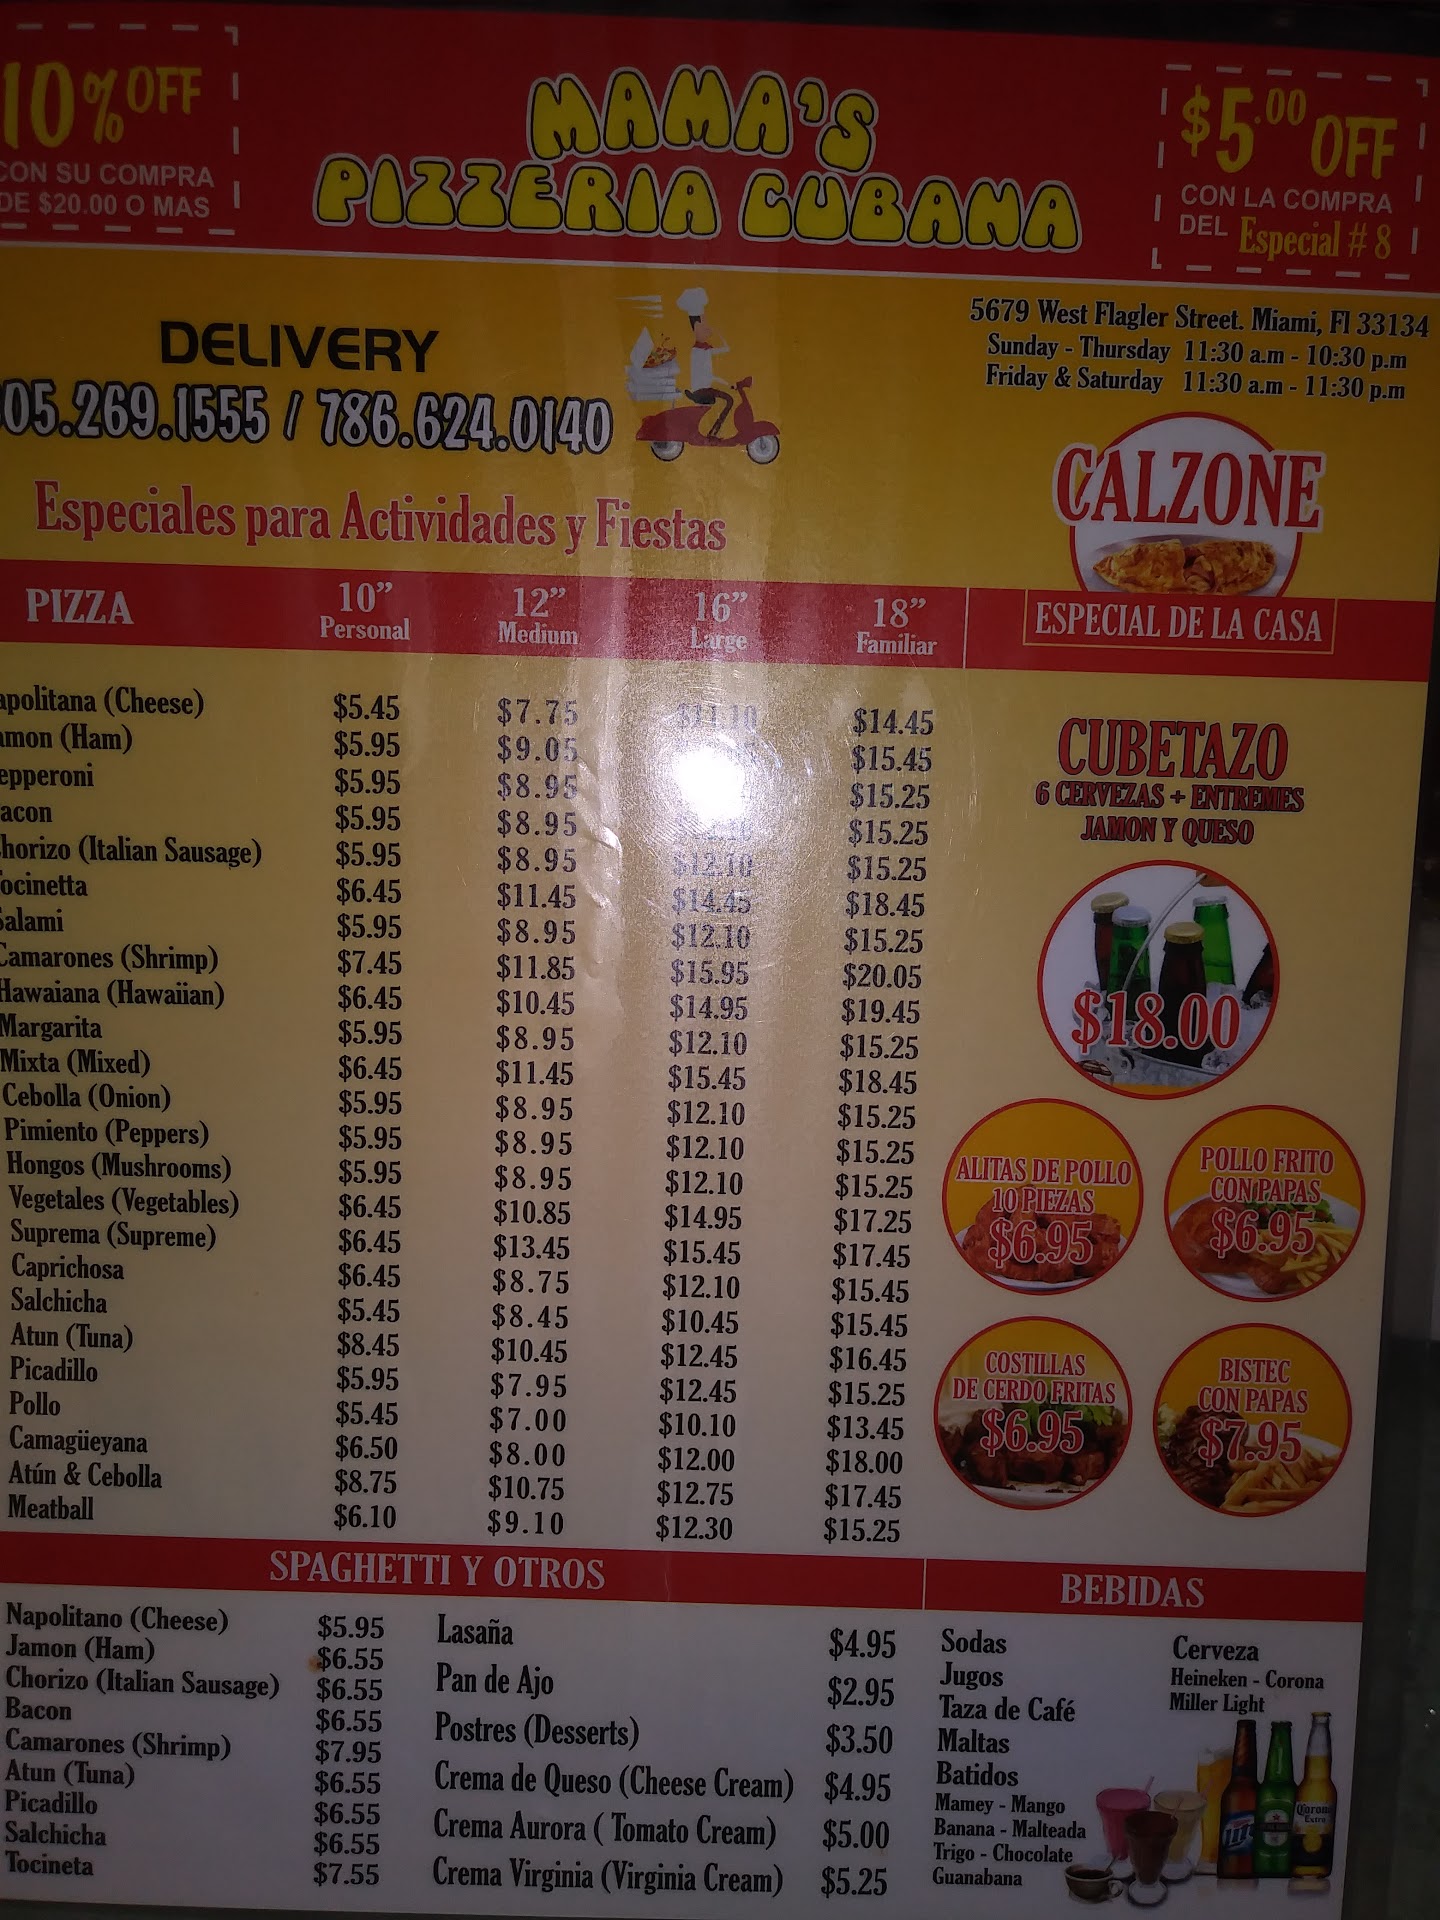 10% OFF
CON SU COMPRA
DE $20.00 O MAS
MAMA'S
PIZZERIA CUBANA
$5.00 OFF
CON LA COMPRA
DEL Especial # 8
DELIVERY
05.269.1555 / 786.624.0140
5679 West Flagler Street. Miami, Fl 33134
Sunday - Thursday 11:30 a.m - 10:30 p.m
Friday & Saturday 11:30 a.m - 11:30 p.m
Especiales para Actividades y Fiestas
CALZONE
ESPECIAL DE LA CASA
PIZZA 10” Personal 12” Medium 16” Large 18” Familiar
apolitana (Cheese) $5.45 $7.75 $11.10 $14.45
amon (Ham) $5.95 $9.05 $15.45
epperoni $5.95 $8.95 $15.25
acon $5.95 $8.95 $15.25
horizo (Italian Sausage) $5.95 $8.95 $12.10 $15.25
ocinetta $6.45 $11.45 $14.45 $18.45
Salami $5.95 $8.95 $12.10 $15.25
Camarones (Shrimp) $7.45 $11.85 $15.95 $20.05
Hawaiana (Hawaiian) $6.45 $10.45 $14.95 $19.45
Margarita $5.95 $8.95 $12.10 $15.25
Mixta (Mixed) $6.45 $11.45 $15.45 $18.45
Cebolla (Onion) $5.95 $8.95 $12.10 $15.25
Pimiento (Peppers) $5.95 $8.95 $12.10 $15.25
Hongos (Mushrooms) $5.95 $8.95 $12.10 $15.25
Vegetales (Vegetables) $6.45 $10.85 $14.95 $17.25
Suprema (Supreme) $6.45 $13.45 $15.45 $17.45
Caprichosa $6.45 $8.75 $12.10 $15.45
Salchicha $5.45 $8.45 $10.45 $15.45
Atun (Tuna) $8.45 $10.45 $12.45 $16.45
Picadillo $5.95 $7.95 $12.45 $15.25
Pollo $5.45 $7.00 $10.10 $13.45
Camagüeyana $6.50 $8.00 $12.00 $18.00
Atún & Cebolla $8.75 $10.75 $12.75 $17.45
Meatball $6.10 $9.10 $12.30 $15.25
CUBETAZO
6 CERVEZAS + ENTREMES
JAMON Y QUESO
$18.00
ALITAS DE POLLO
10 PIEZAS
$6.95
POLLO FRITO
CON PAPAS
$6.95
COSTILLAS
DE CERDO FRITAS
$6.95
BISTEC
CON PAPAS
$7.95
SPAGHETTI Y OTROS
Napolitano (Cheese) $5.95
Jamon (Ham) $6.55
Chorizo (Italian Sausage) $6.55
Bacon $6.55
Camarones (Shrimp) $7.95
Atun (Tuna) $6.55
Picadillo $6.55
Salchicha $6.55
Tocineta $7.55
Lasaña $4.95
Pan de Ajo $2.95
Postres (Desserts) $3.50
Crema de Queso (Cheese Cream) $4.95
Crema Aurora ( Tomato Cream) $5.00
Crema Virginia (Virginia Cream) $5.25
BEBIDAS
Sodas
Jugos
Taza de Café
Maltas
Batidos
Mamey - Mango
Banana - Malteada
Trigo - Chocolate
Guanabana
Cerveza
Heineken - Corona
Miller Light
Corona
Extra